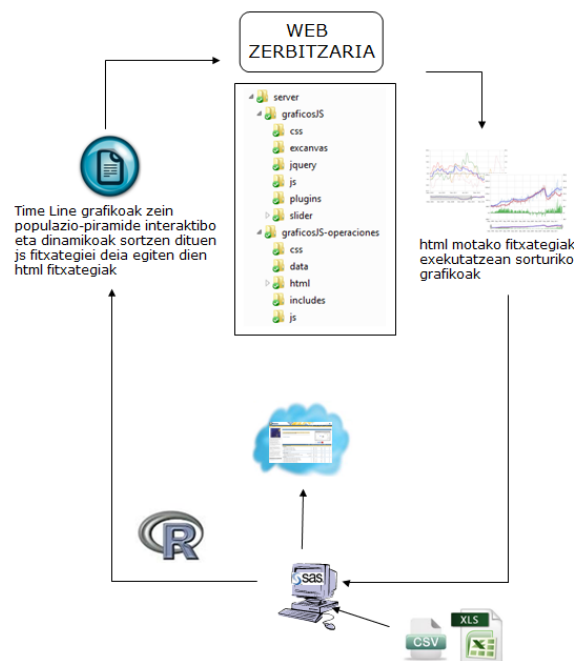 WEB
ZERBITZARIA
server
graficosJS
css
excanvas
jquery
js
plugins
slider
graficosJS-operaciones
css
data
html
includes
js
Time Line grafikoak zein
populazio-piramide interaktibo
eta dinamikoak sortzen dituen
js fitxategiei deia egiten dien
html fitxategiak
html motako fitxategiak
exekutatzean sorturiko
grafikoak
R
sas
CSV
XLS